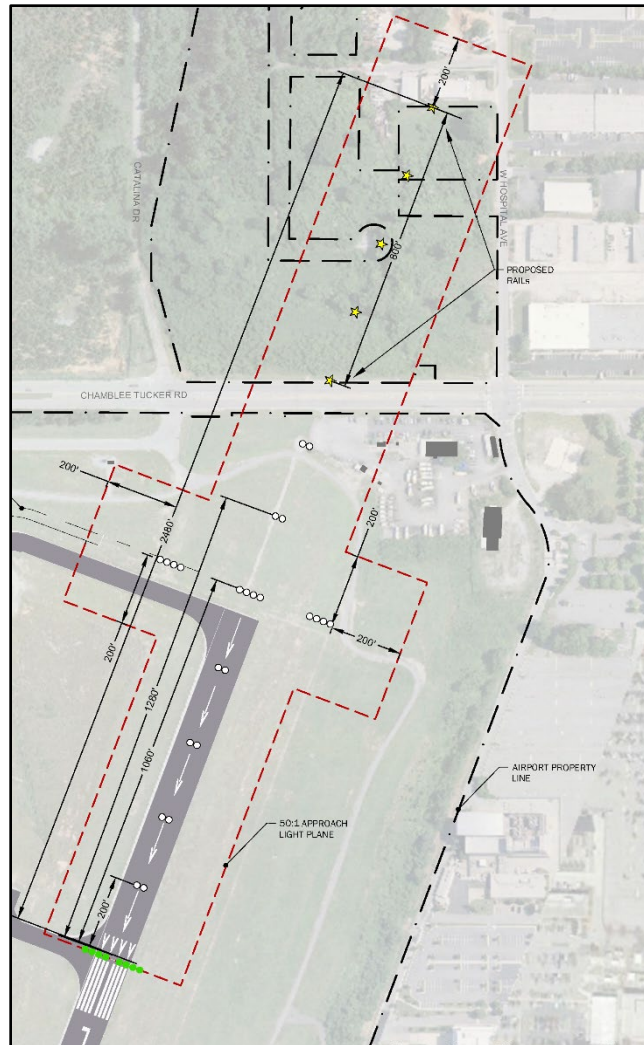 200'
CATALINA DR
W HOSPITAL AVE
800'
PROPOSED
RAILs
CHAMBLEE TUCKER RD
200'
2480'
200'
200'
200'
1280'
1060'
AIRPORT PROPERTY
LINE
50:1 APPROACH
LIGHT PLANE
200'